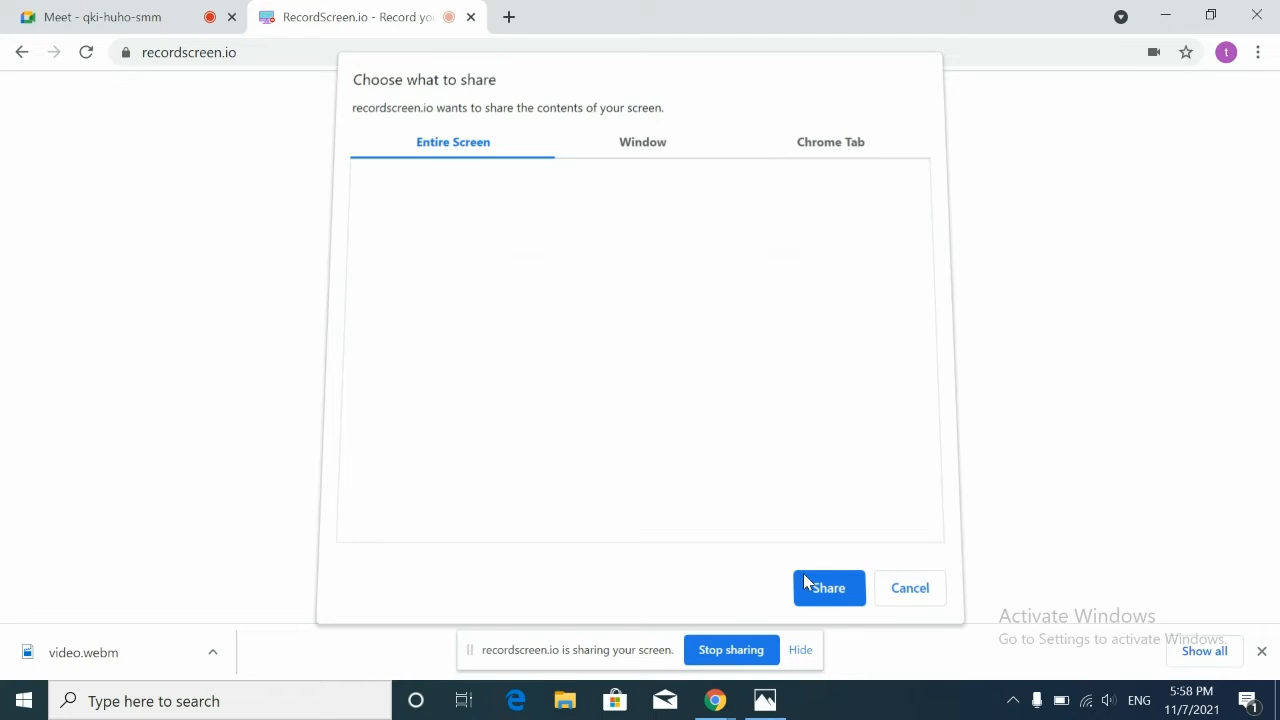 Meet - qki-huho-smm
RecordScreen.io - Record yo
recordscreen.io
t
Choose what to share
recordscreen.io wants to share the contents of your screen.
Entire Screen
Window
Chrome Tab
Share
Cancel
Activate Windows
Go to Settings to activate Windows.
video.webm
recordscreen.io is sharing your screen.
Stop sharing
Hide
Show all
Type here to search
ENG
5:58 PM
11/7/2021
1